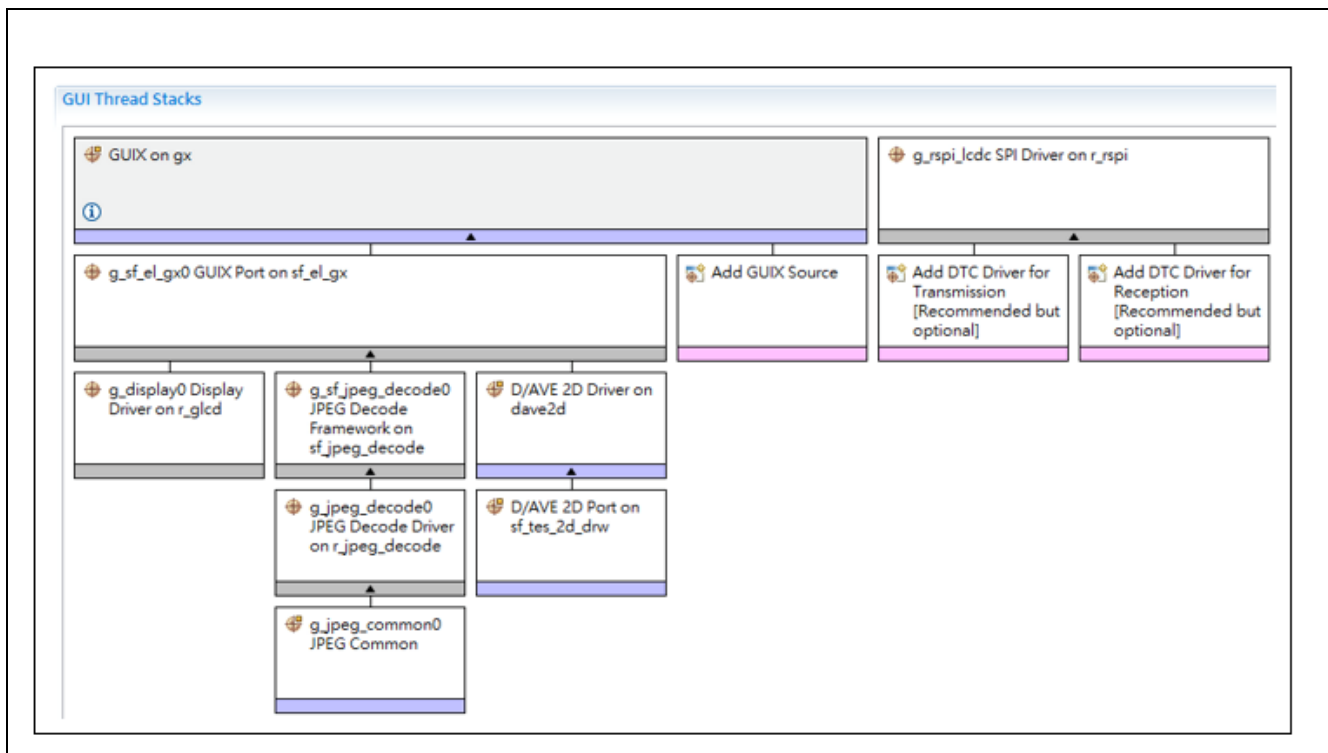 GUI Thread Stacks
GUIX on gx
g_rspi_lcdc SPI Driver on r_rspi
g_sf_el_gx0 GUIX Port on sf_el_gx
Add GUIX Source
Add DTC Driver for
Transmission
[Recommended but
optional]
Add DTC Driver for
Reception
[Recommended but
optional]
g_display0 Display
Driver on r_glcd
g_sf_jpeg_decode0
JPEG Decode
Framework on
sf_jpeg_decode
D/AVE 2D Driver on
dave2d
g_jpeg_decode0
JPEG Decode Driver
on r_jpeg_decode
D/AVE 2D Port on
sf_tes_2d_drw
g_jpeg_common0
JPEG Common